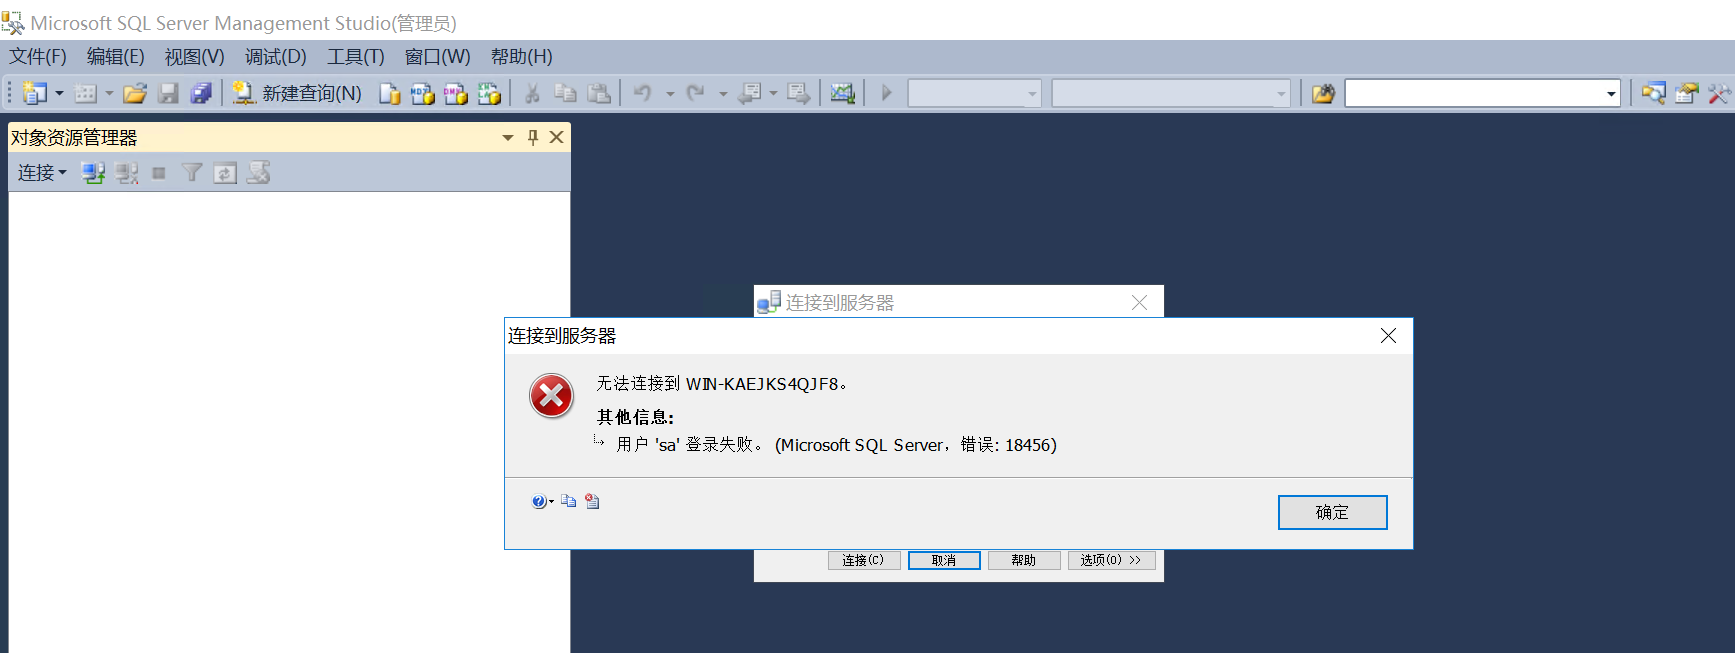 Microsoft SQL Server Management Studio(管理员)
文件(F) 编辑(E) 视图(V) 调试(D) 工具(T) 窗口(W) 帮助(H)
新建查询(N)
对象资源管理器
连接
连接到服务器
连接到服务器
无法连接到 WIN-KAEJKS4QJF8。
其他信息:
用户 'sa' 登录失败。 (Microsoft SQL Server，错误: 18456)
确定
连接(C) 取消 帮助 选项(O) >>